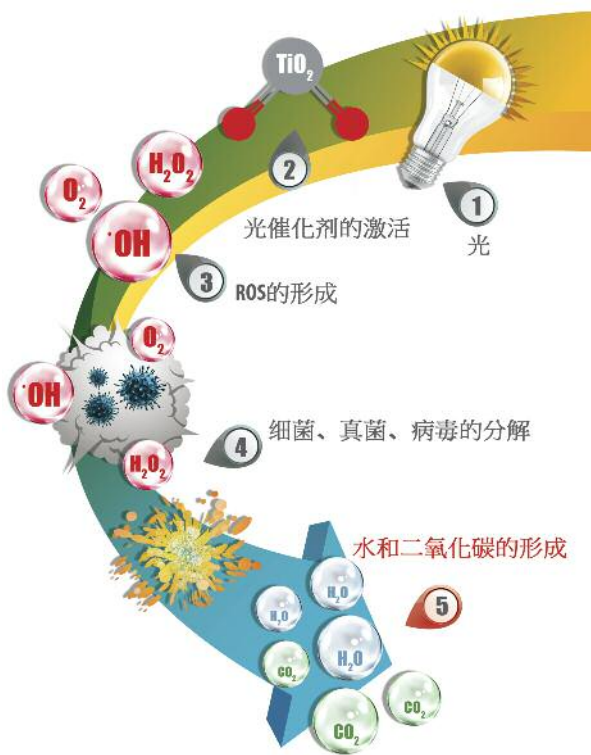 TiO₂
1
光
2
光催化剂的激活
H₂O₂
O₂
·OH
3
ROS的形成
O₂
·OH
H₂O₂
4
细菌、真菌、病毒的分解
水和二氧化碳的形成
5
H₂O
H₂O
H₂O
CO₂
CO₂
CO₂